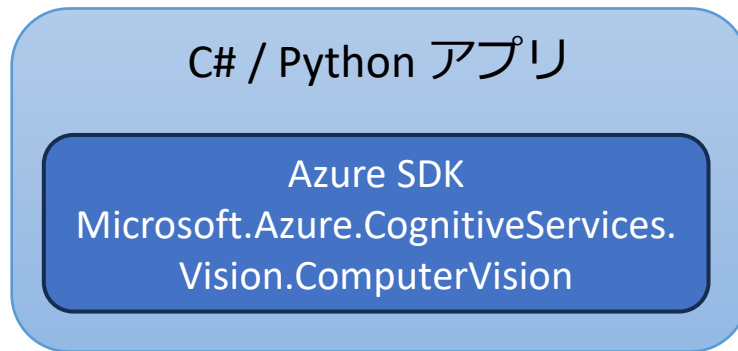 C# / Python アプリ
Azure SDK
Microsoft.Azure.CognitiveServices.
Vision.ComputerVision